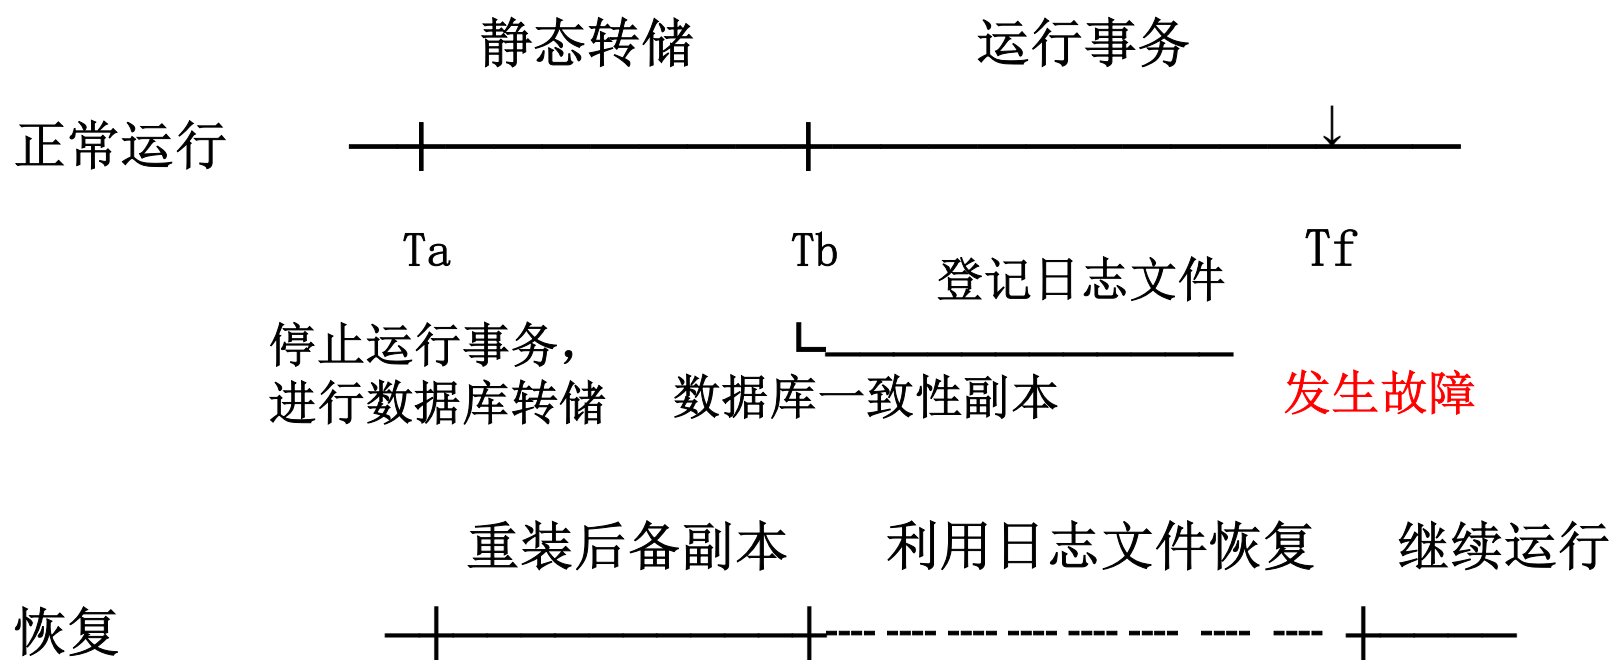 静态转储 运行事务
正常运行 ↓
Ta Tb Tf
登记日志文件
停止运行事务，
进行数据库转储 数据库一致性副本 发生故障
重装后备副本 利用日志文件恢复 继续运行
恢复